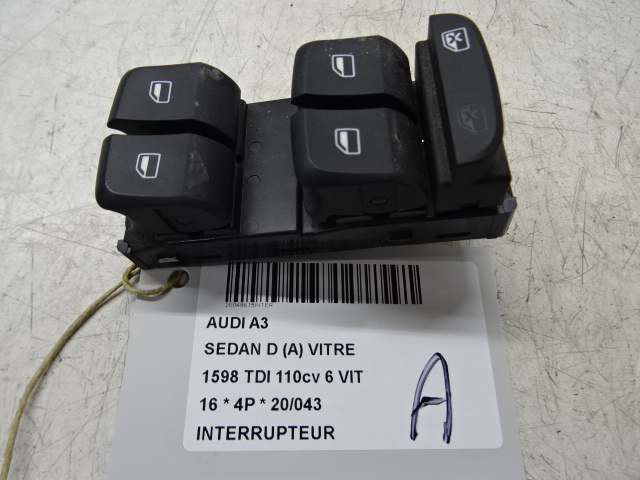 AUDI A3
SEDAN D (A) VITRE
1598 TDI 110cv 6 VIT
16 * 4P * 20/043
INTERRUPTEUR
A